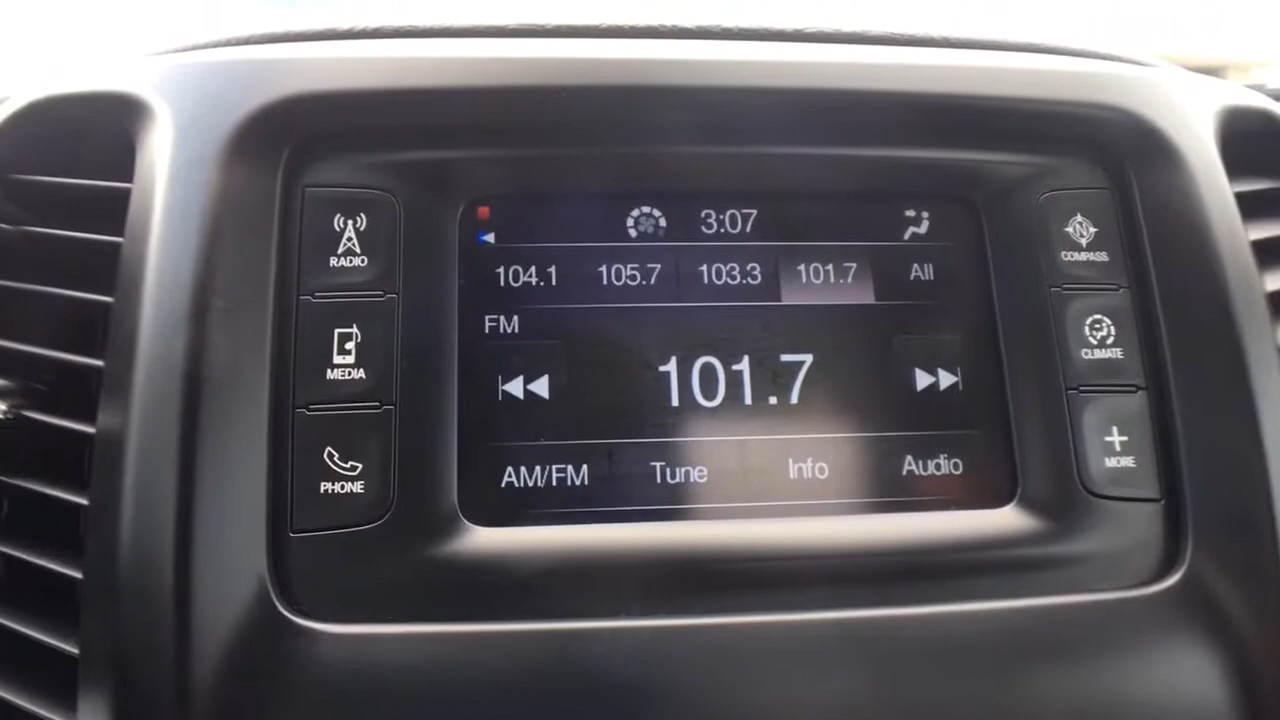 3:07
104.1 105.7 103.3 101.7 All
FM
101.7
AM/FM Tune Info Audio
RADIO
MEDIA
PHONE
N
COMPASS
CLIMATE
MORE